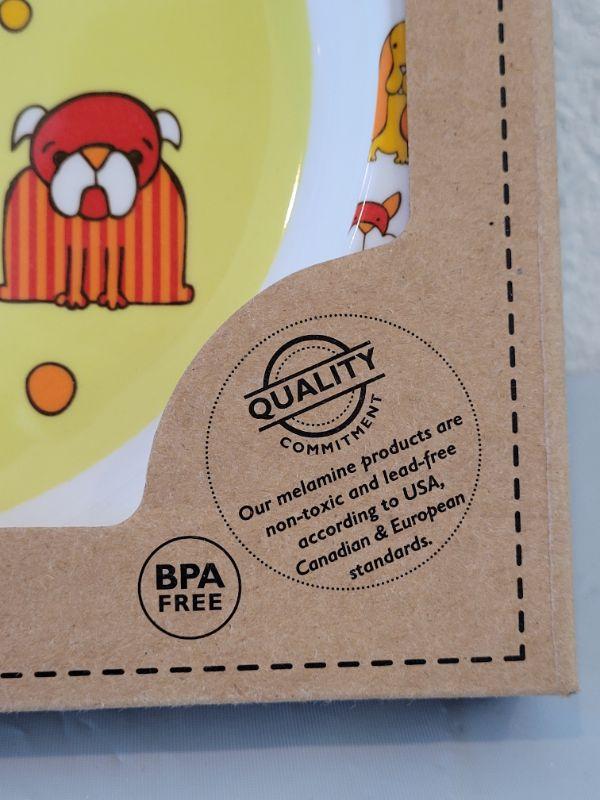 QUALITY
COMMITMENT
Our melamine products are
non-toxic and lead-free
according to USA,
Canadian & European
standards.
BPA
FREE